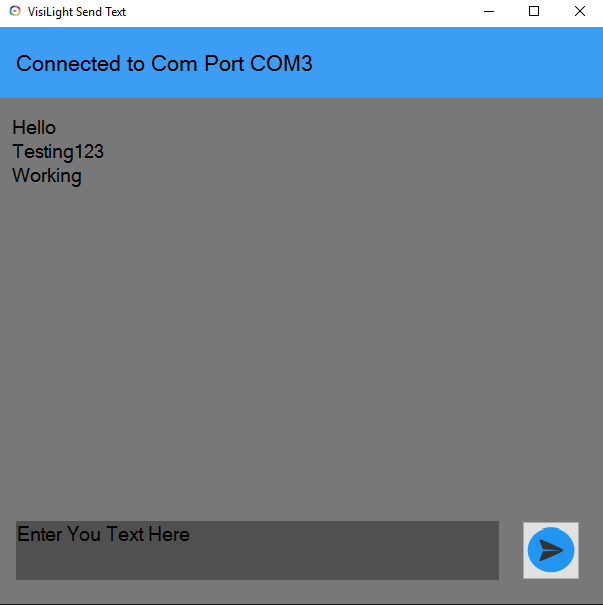 VisiLight Send Text
Connected to Com Port COM3
Hello
Testing123
Working
Enter You Text Here